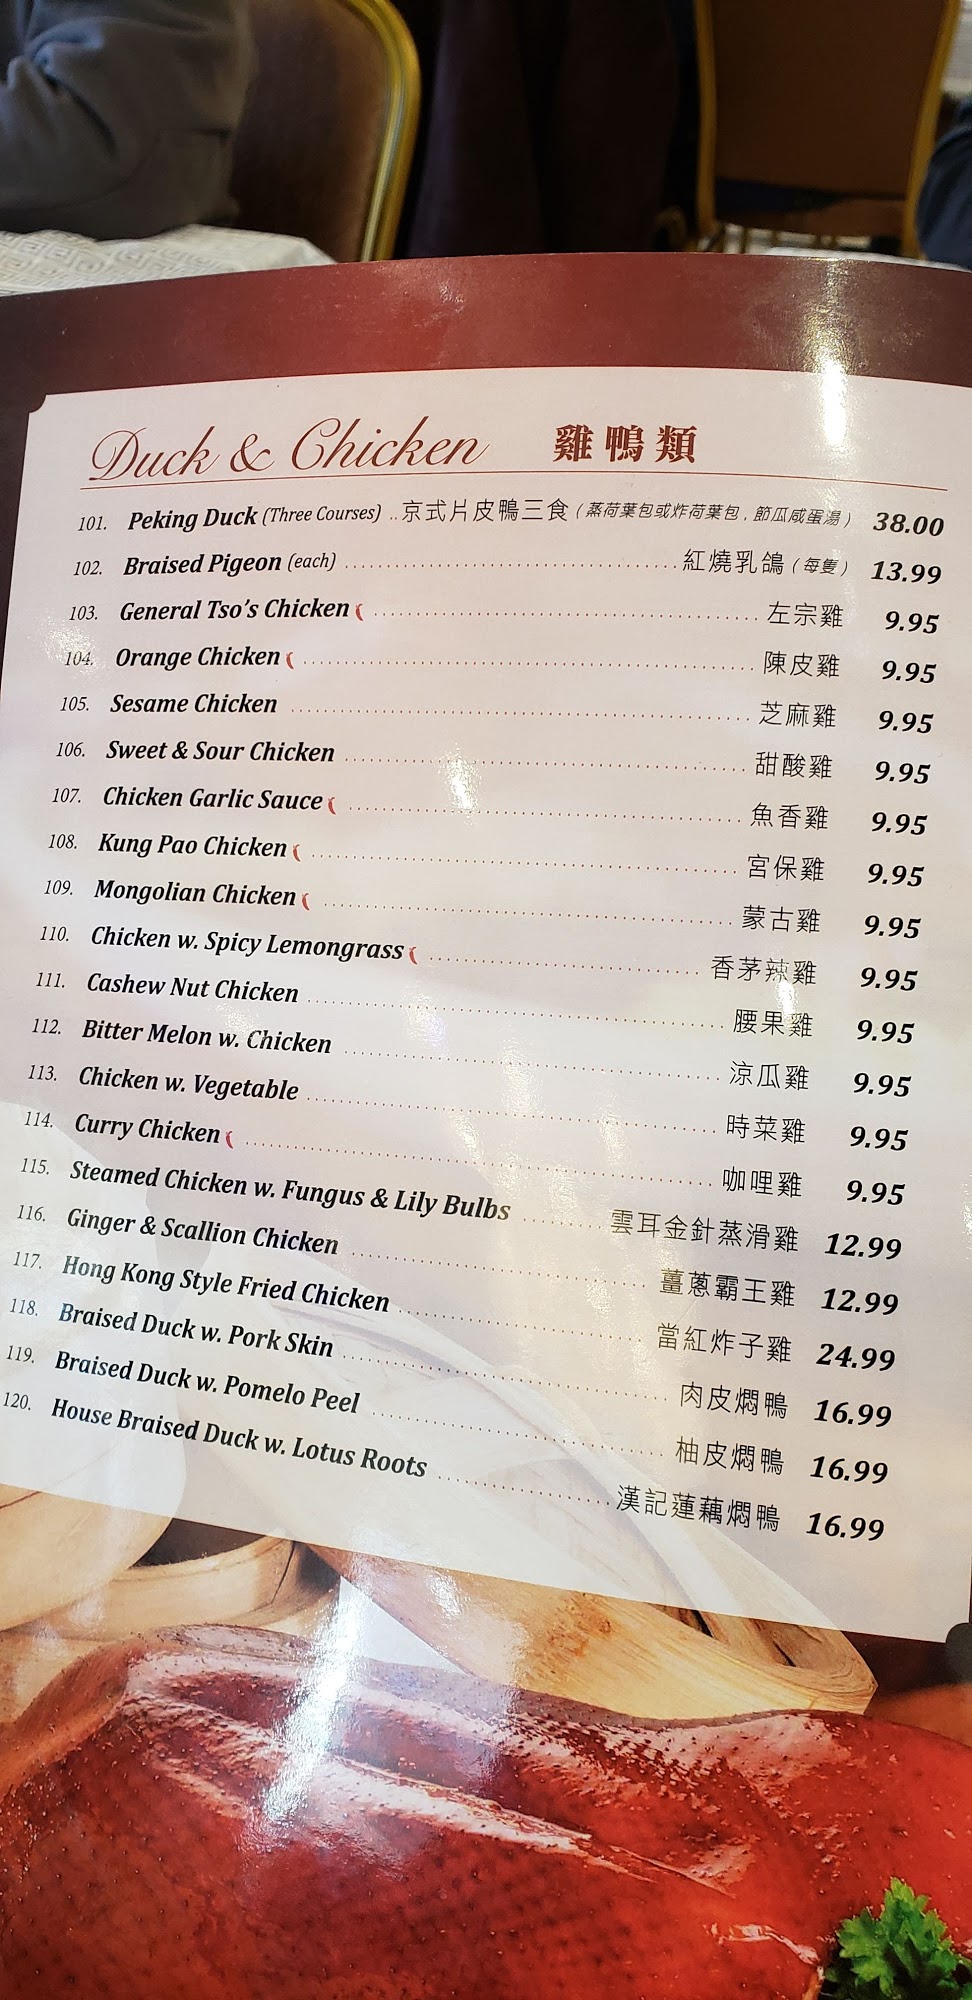 Duck & Chicken 雞鴨類
101. Peking Duck (Three Courses) .. 京式片皮鴨三食 (蒸荷葉包或炸荷葉包, 節瓜咸蛋湯) 38.00
102. Braised Pigeon (each) 紅燒乳鴿 (每隻) 13.99
103. General Tso's Chicken 左宗雞 9.95
104. Orange Chicken 陳皮雞 9.95
105. Sesame Chicken 芝麻雞 9.95
106. Sweet & Sour Chicken 甜酸雞 9.95
107. Chicken Garlic Sauce 魚香雞 9.95
108. Kung Pao Chicken 宮保雞 9.95
109. Mongolian Chicken 蒙古雞 9.95
110. Chicken w. Spicy Lemongrass 香茅辣雞 9.95
111. Cashew Nut Chicken 腰果雞 9.95
112. Bitter Melon w. Chicken 涼瓜雞 9.95
113. Chicken w. Vegetable 時菜雞 9.95
114. Curry Chicken 咖哩雞 9.95
115. Steamed Chicken w. Fungus & Lily Bulbs 雲耳金針蒸滑雞 12.99
116. Ginger & Scallion Chicken 薑蔥霸王雞 12.99
117. Hong Kong Style Fried Chicken 當紅炸子雞 24.99
118. Braised Duck w. Pork Skin 肉皮燜鴨 16.99
119. Braised Duck w. Pomelo Peel 柚皮燜鴨 16.99
120. House Braised Duck w. Lotus Roots 漢記蓮藕燜鴨 16.99